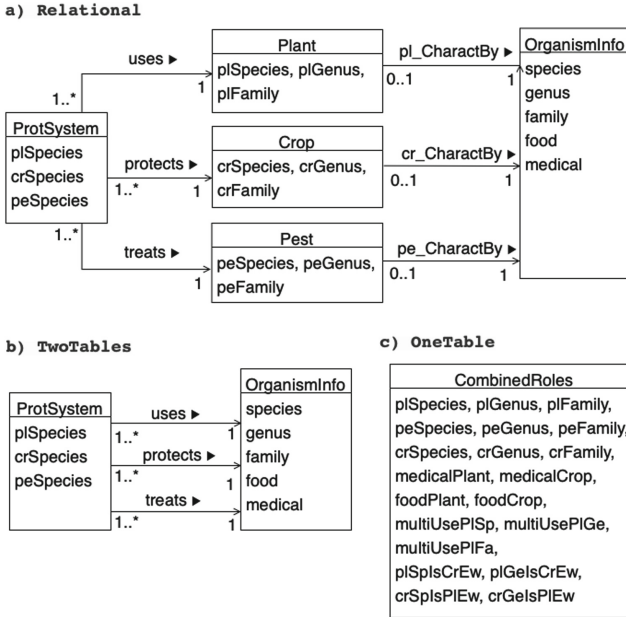 a) Relational
Plant
plSpecies, plGenus,
plFamily
uses ▶
1..*
1
pl_CharactBy ▶
0..1
1
OrganismInfo
species
genus
family
food
medical
ProtSystem
plSpecies
crSpecies
peSpecies
protects ▶
1..*
1
Crop
crSpecies, crGenus,
crFamily
cr_CharactBy ▶
0..1
1
1..*
treats ▶
1
Pest
peSpecies, peGenus,
peFamily
pe_CharactBy ▶
0..1
1
b) TwoTables
ProtSystem
plSpecies
crSpecies
peSpecies
uses ▶
1..*
1
protects ▶
1..*
1
treats ▶
1..*
1
OrganismInfo
species
genus
family
food
medical
c) OneTable
CombinedRoles
plSpecies, plGenus, plFamily,
peSpecies, peGenus, peFamily,
crSpecies, crGenus, crFamily,
medicalPlant, medicalCrop,
foodPlant, foodCrop,
multiUsePlSp, multiUsePlGe,
multiUsePlFa,
plSpIsCrEw, plGeIsCrEw,
crSpIsPlEw, crGeIsPlEw